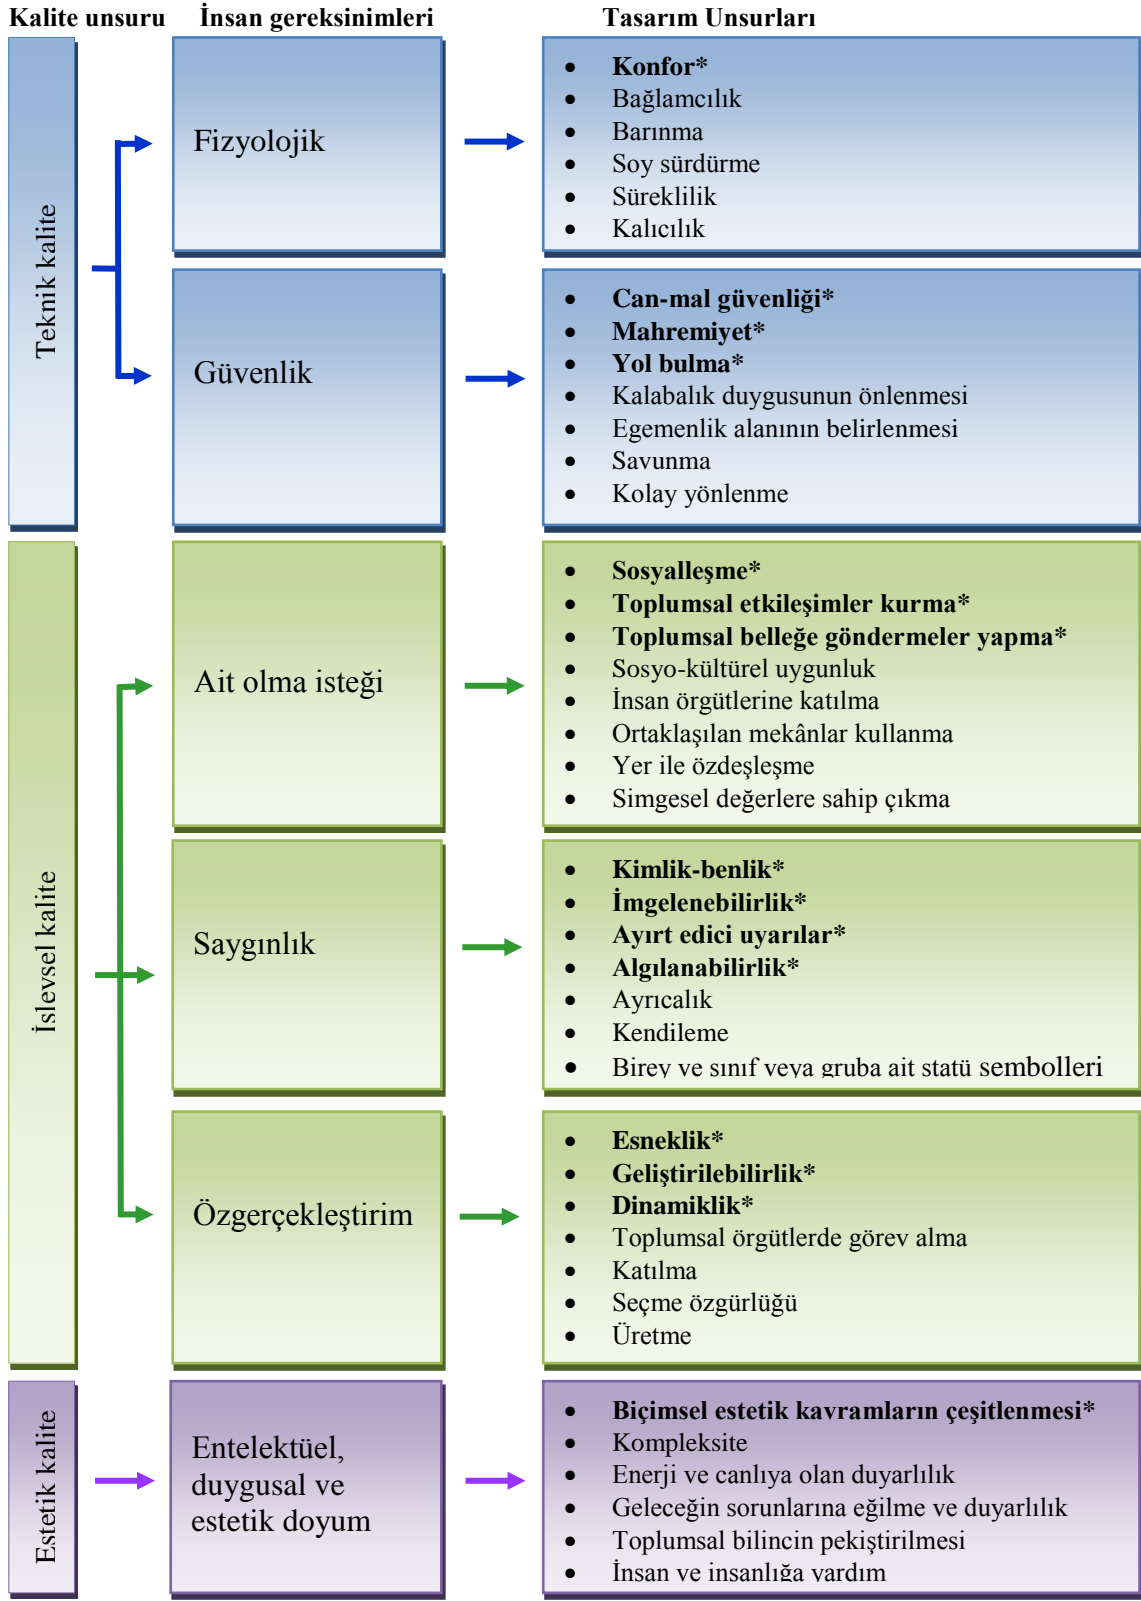 Kalite unsuru İnsan gereksinimleri Tasarım Unsurları
Teknik kalite
Fizyolojik
• Konfor*
• Bağlamcılık
• Barınma
• Soy sürdürme
• Süreklilik
• Kalıcılık
Güvenlik
• Can-mal güvenliği*
• Mahremiyet*
• Yol bulma*
• Kalabalık duygusunun önlenmesi
• Egemenlik alanının belirlenmesi
• Savunma
• Kolay yönlenme
İslevsel kalite
Ait olma isteği
• Sosyalleşme*
• Toplumsal etkileşimler kurma*
• Toplumsal belleğe göndermeler yapma*
• Sosyo-kültürel uygunluk
• İnsan örgütlerine katılma
• Ortaklaşılan mekânlar kullanma
• Yer ile özdeşleşme
• Simgesel değerlere sahip çıkma
Saygınlık
• Kimlik-benlik*
• İmgelenebilirlik*
• Ayırt edici uyarılar*
• Algılanabilirlik*
• Ayrıcalık
• Kendileme
• Birey ve sınıf veya gruba ait statü sembolleri
Özgerçekleştirim
• Esneklik*
• Geliştirilebilirlik*
• Dinamiklik*
• Toplumsal örgütlerde görev alma
• Katılma
• Seçme özgürlüğü
• Üretme
Estetik kalite
Entelektüel,
duygusal ve
estetik doyum
• Biçimsel estetik kavramların çeşitlenmesi*
• Kompleksite
• Enerji ve canlıya olan duyarlılık
• Geleceğin sorunlarına eğilme ve duyarlılık
• Toplumsal bilincin pekiştirilmesi
• İnsan ve insanlığa yardım